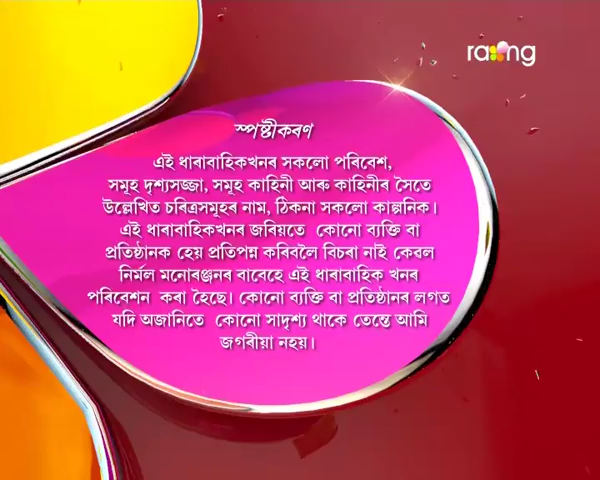 raong
স্পষ্টীকৰণ
এই ধাৰাবাহিকখনৰ সকলো পৰিবেশ,
সমূহ দৃশ্যসজ্জা, সমূহ কাহিনী আৰু কাহিনীৰ সৈতে
উল্লেখিত চৰিত্ৰসমূহৰ নাম, ঠিকনা সকলো কাল্পনিক।
এই ধাৰাবাহিকখনৰ জৰিয়তে কোনো ব্যক্তি বা
প্ৰতিষ্ঠানক হেয় প্ৰতিপন্ন কৰিবলৈ বিচৰা নাই কেৱল
নিৰ্মল মনোৰঞ্জনৰ বাবেহে এই ধাৰাবাহিক খনৰ
পৰিবেশন কৰা হৈছে। কোনো ব্যক্তি বা প্ৰতিষ্ঠানৰ লগত
যদি অজানিতে কোনো সাদৃশ্য থাকে তেন্তে আমি
জগৰীয়া নহয়।